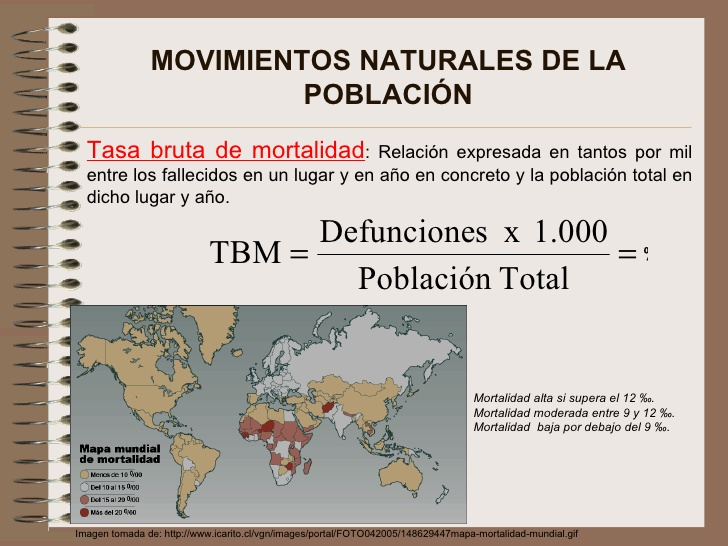 MOVIMIENTOS NATURALES DE LA
POBLACIÓN
Tasa bruta de mortalidad: Relación expresada en tantos por mil
entre los fallecidos en un lugar y en año en concreto y la población total en
dicho lugar y año.
TBM = Defunciones x 1.000 / Población Total =
Mortalidad alta si supera el 12 ‰.
Mortalidad moderada entre 9 y 12 ‰.
Mortalidad baja por debajo del 9 ‰.
Mapa mundial
de mortalidad
Menos de 10 0/00
Del 10 al 15 0/00
Del 15 al 20 0/00
Más del 20 0/00
Imagen tomada de: http://www.icarito.cl/vgn/images/portal/FOTO042005/148629447mapa-mortalidad-mundial.gif